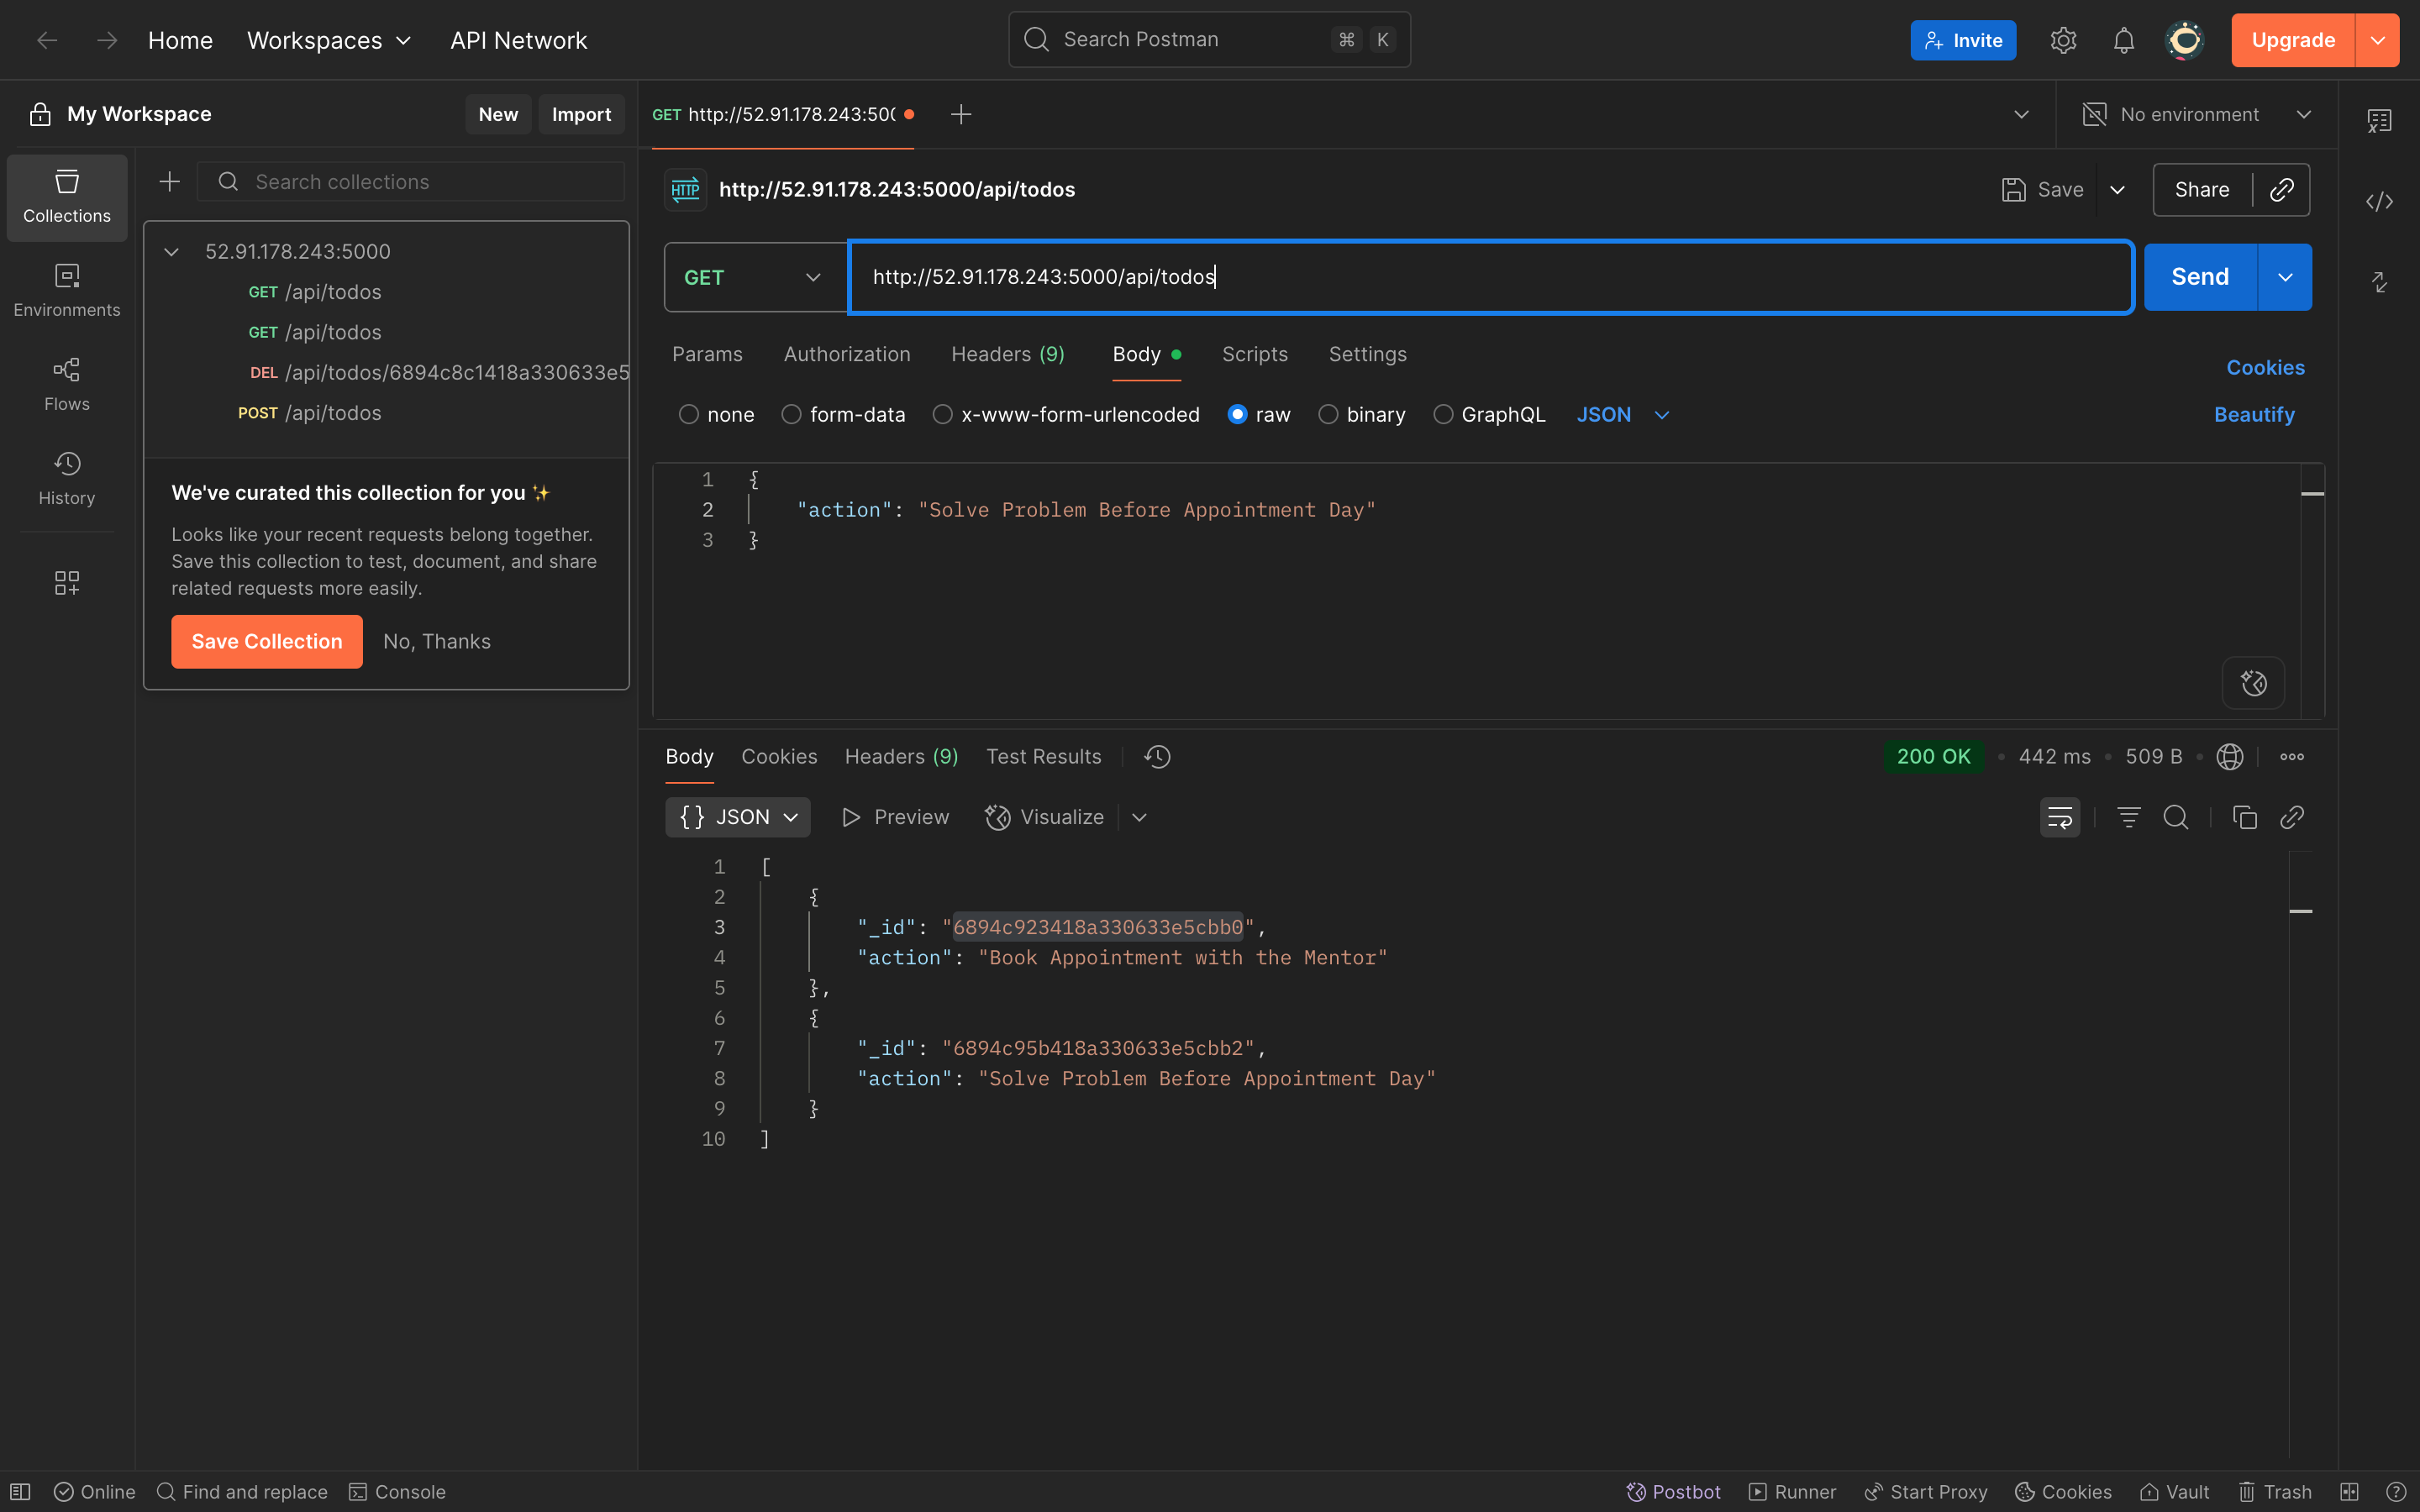 Home Workspaces API Network
Search Postman ⌘ K
Invite
Upgrade
My Workspace New Import
GET http://52.91.178.243:500
No environment
Collections
Environments
Flows
History
Search collections
52.91.178.243:5000
GET /api/todos
GET /api/todos
DEL /api/todos/6894c8c1418a330633e5
POST /api/todos
We've curated this collection for you ✨
Looks like your recent requests belong together.
Save this collection to test, document, and share
related requests more easily.
Save Collection No, Thanks
HTTP http://52.91.178.243:5000/api/todos
Save Share
GET http://52.91.178.243:5000/api/todos Send
Params Authorization Headers (9) Body Scripts Settings
Cookies
none form-data x-www-form-urlencoded raw binary GraphQL JSON
Beautify
1 {
2 "action": "Solve Problem Before Appointment Day"
3 }
Body Cookies Headers (9) Test Results
200 OK • 442 ms • 509 B
{} JSON Preview Visualize
1 [
2 {
3 "_id": "6894c923418a330633e5cbb0",
4 "action": "Book Appointment with the Mentor"
5 },
6 {
7 "_id": "6894c95b418a330633e5cbb2",
8 "action": "Solve Problem Before Appointment Day"
9 }
10 ]
Online Find and replace Console
Postbot Runner Start Proxy Cookies Vault Trash